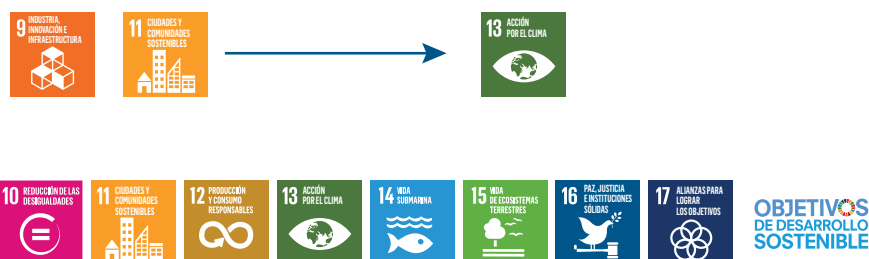 9 INDUSTRIA,
INNOVACIÓN E
INFRAESTRUCTURA
11 CIUDADES Y
COMUNIDADES
SOSTENIBLES
13 ACCIÓN
POR EL CLIMA
10 REDUCCIÓN DE LAS
DESIGUALDADES
11 CIUDADES Y
COMUNIDADES
SOSTENIBLES
12 PRODUCCIÓN
Y CONSUMO
RESPONSABLES
13 ACCIÓN
POR EL CLIMA
14 VIDA
SUBMARINA
15 VIDA
DE ECOSISTEMAS
TERRESTRES
16 PAZ, JUSTICIA
E INSTITUCIONES
SÓLIDAS
17 ALIANZAS PARA
LOGRAR
LOS OBJETIVOS
OBJETIVOS
DE DESARROLLO
SOSTENIBLE